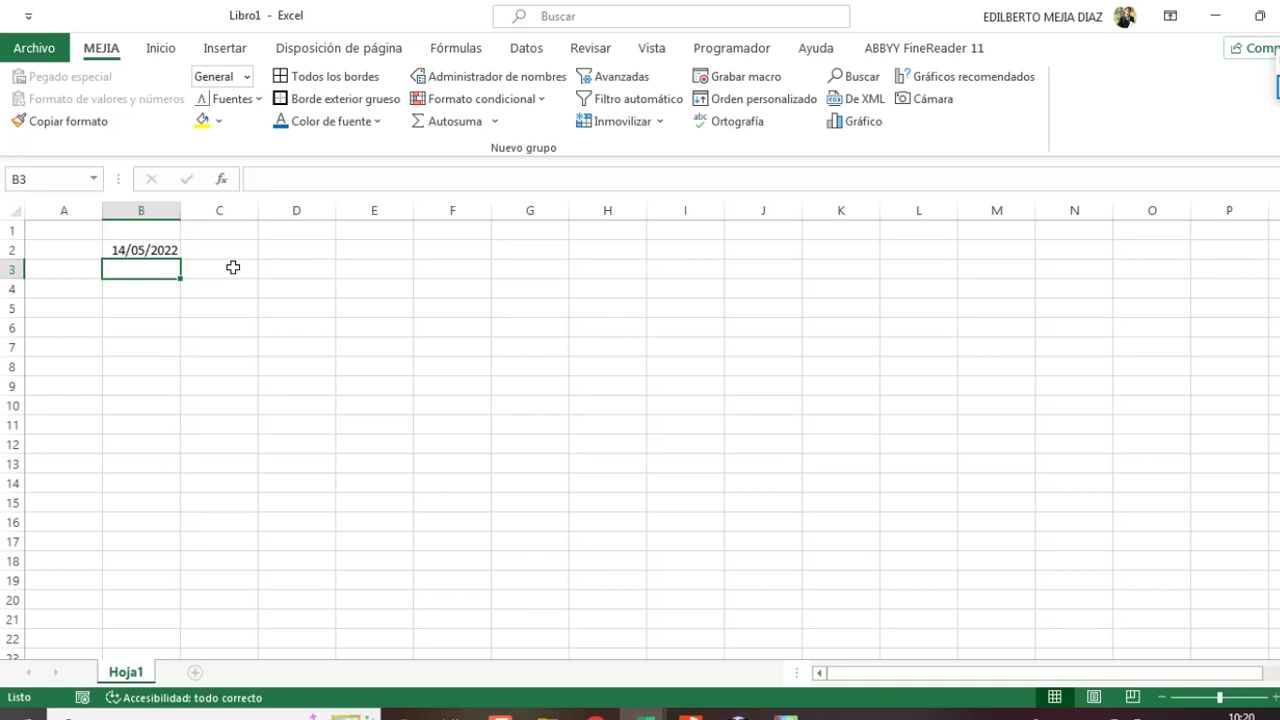 Libro1 - Excel
Buscar
EDILBERTO MEJIA DIAZ
Archivo
MEJIA
Inicio
Insertar
Disposición de página
Fórmulas
Datos
Revisar
Vista
Programador
Ayuda
ABBYY FineReader 11
Pegado especial
General
Todos los bordes
Administrador de nombres
Avanzadas
Grabar macro
Buscar
Gráficos recomendados
Formato de valores y números
Fuentes
Borde exterior grueso
Formato condicional
Filtro automático
Orden personalizado
De XML
Cámara
Copiar formato
Color de fuente
Autosuma
Inmovilizar
Ortografía
Gráfico
Nuevo grupo
B3
fx
A B C D E F G H I J K L M N O P
1
2 14/05/2022
3
4
5
6
7
8
9
10
11
12
13
14
15
16
17
18
19
20
21
22
23
Hoja1
Listo
Accesibilidad: todo correcto
10:20